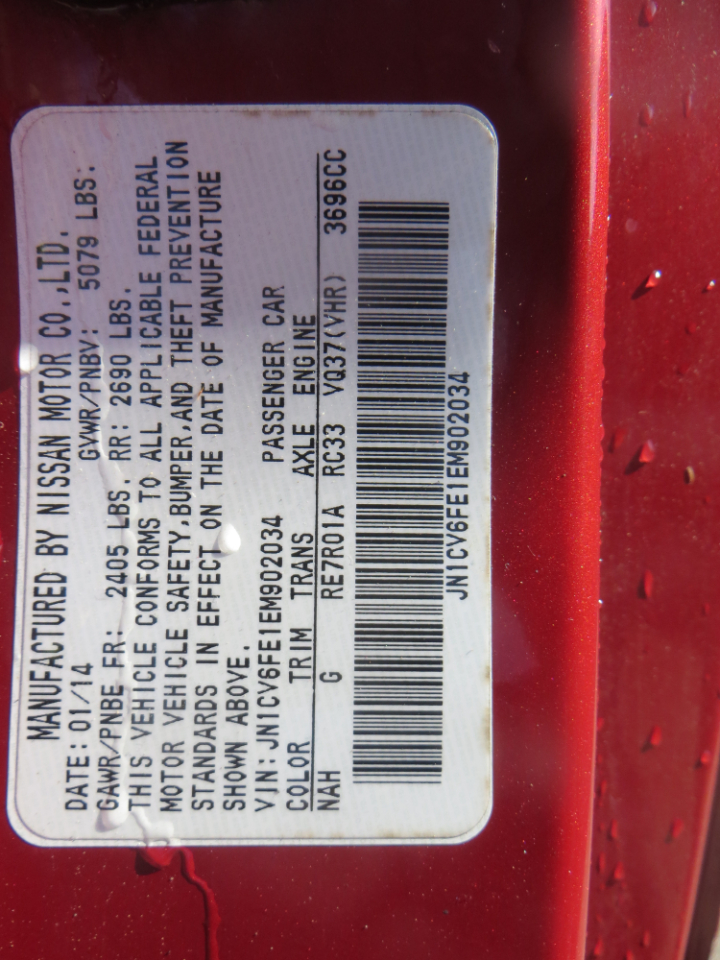 MANUFACTURED BY NISSAN MOTOR CO.,LTD.
DATE: 01/14 GVWR/PNBV: 5079 LBS:
GAWR/PNBE FR: 2405 LBS. RR: 2690 LBS.
THIS VEHICLE CONFORMS TO ALL APPLICABLE FEDERAL
MOTOR VEHICLE SAFETY,BUMPER,AND THEFT PREVENTION
STANDARDS IN EFFECT ON THE DATE OF MANUFACTURE
SHOWN ABOVE.
VIN:JN1CV6FE1EM902034 PASSENGER CAR
COLOR TRIM TRANS AXLE ENGINE
NAH G RE7R01A RC33 VQ37(VHR) 3696CC
JN1CV6FE1EM902034